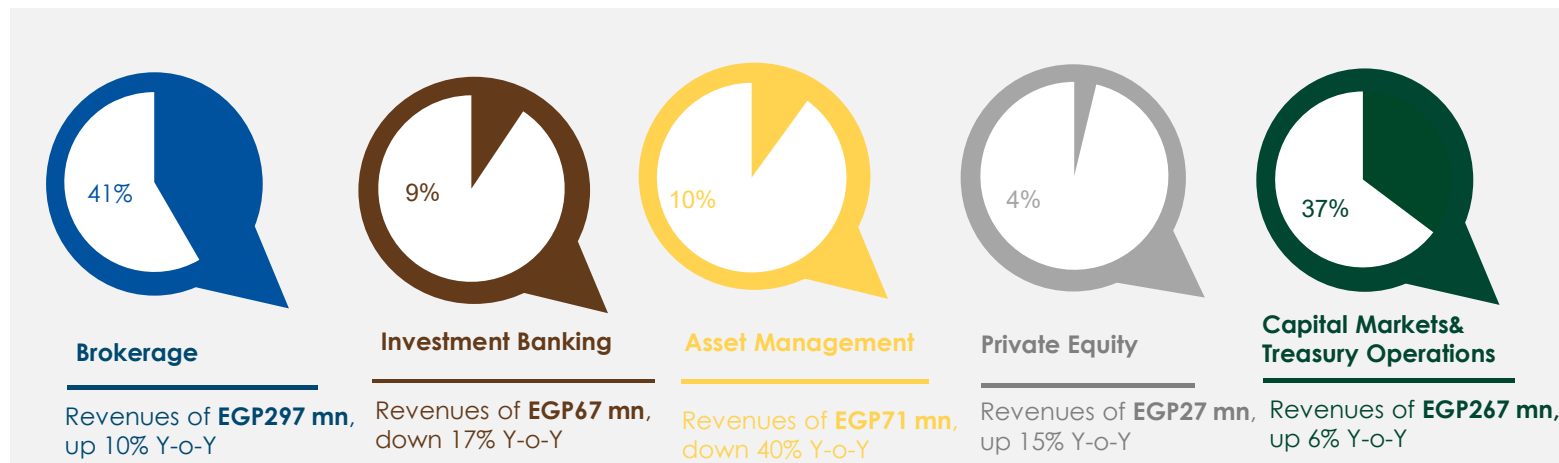 41%
9%
10%
4%
37%
Brokerage
Investment Banking
Asset Management
Private Equity
Capital Markets&
Treasury Operations
Revenues of EGP297 mn,
up 10% Y-o-Y
Revenues of EGP67 mn,
down 17% Y-o-Y
Revenues of EGP71 mn,
down 40% Y-o-Y
Revenues of EGP27 mn,
up 15% Y-o-Y
Revenues of EGP267 mn,
up 6% Y-o-Y